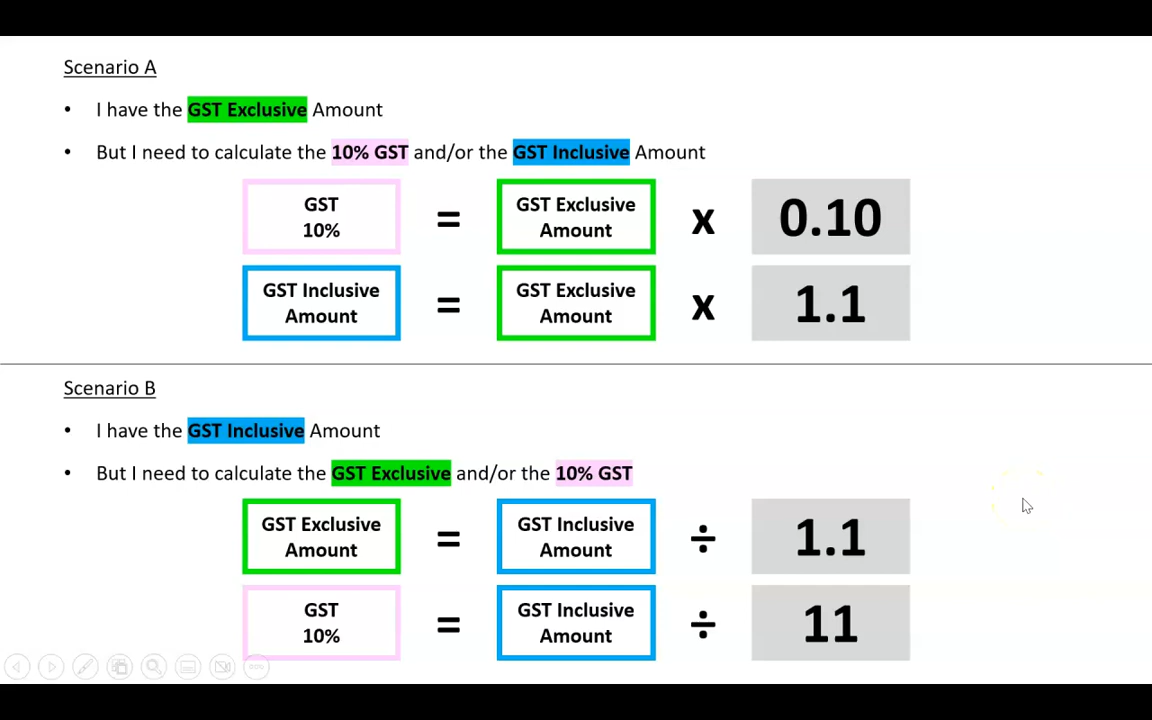 Scenario A
• I have the GST Exclusive Amount
• But I need to calculate the 10% GST and/or the GST Inclusive Amount
GST
10%
=
GST Exclusive
Amount
x
0.10
GST Inclusive
Amount
=
GST Exclusive
Amount
x
1.1
Scenario B
• I have the GST Inclusive Amount
• But I need to calculate the GST Exclusive and/or the 10% GST
GST Exclusive
Amount
=
GST Inclusive
Amount
÷
1.1
GST
10%
=
GST Inclusive
Amount
÷
11